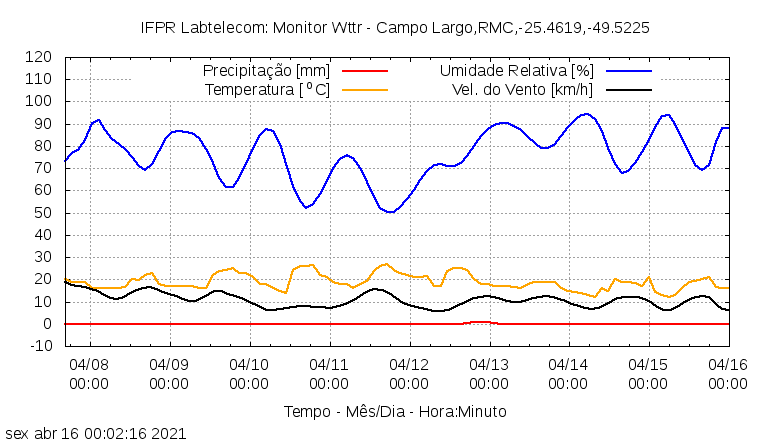 IFPR Labtelecom: Monitor Wttr - Campo Largo,RMC,-25.4619,-49.5225
Precipitação [mm]
Temperatura [⁰C]
Umidade Relativa [%]
Vel. do Vento [km/h]
120
110
100
90
80
70
60
50
40
30
20
10
0
-10
04/08 04/09 04/10 04/11 04/12 04/13 04/14 04/15 04/16
00:00 00:00 00:00 00:00 00:00 00:00 00:00 00:00 00:00
Tempo - Mês/Dia - Hora:Minuto
sex abr 16 00:02:16 2021